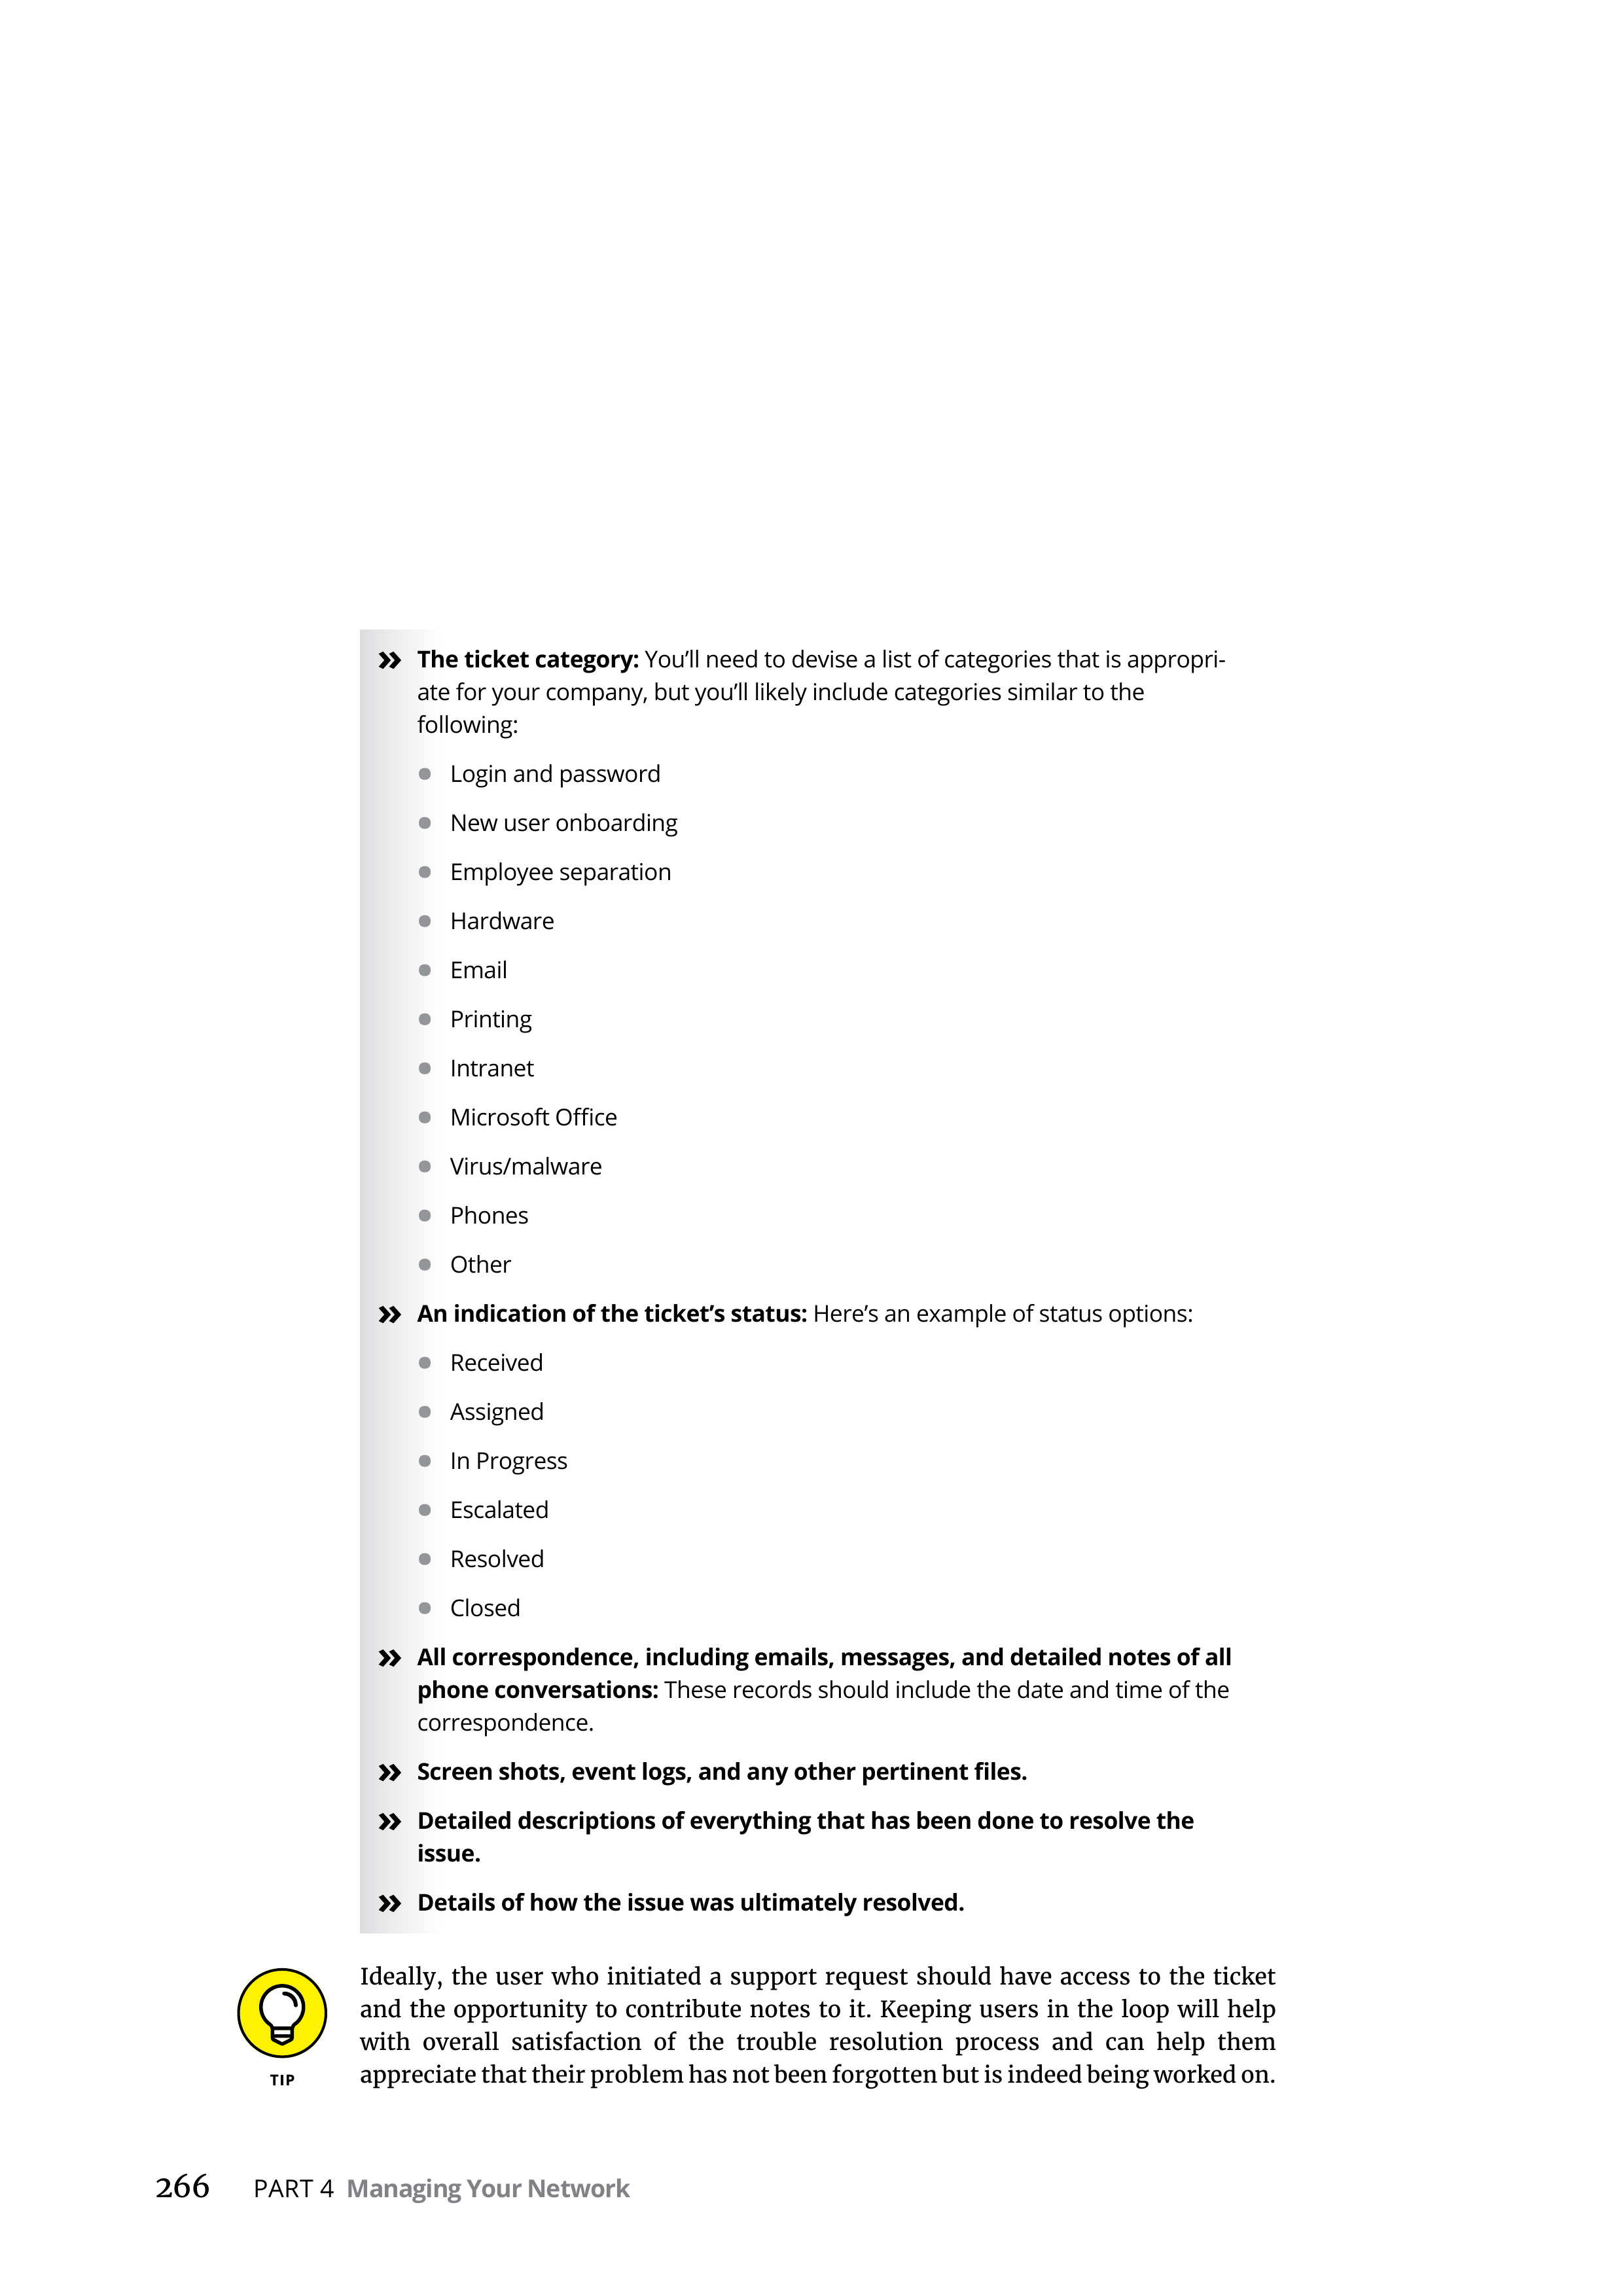 » The ticket category: You’ll need to devise a list of categories that is appropri-
ate for your company, but you’ll likely include categories similar to the
following:
• Login and password
• New user onboarding
• Employee separation
• Hardware
• Email
• Printing
• Intranet
• Microsoft Office
• Virus/malware
• Phones
• Other
» An indication of the ticket’s status: Here’s an example of status options:
• Received
• Assigned
• In Progress
• Escalated
• Resolved
• Closed
» All correspondence, including emails, messages, and detailed notes of all
phone conversations: These records should include the date and time of the
correspondence.
» Screen shots, event logs, and any other pertinent files.
» Detailed descriptions of everything that has been done to resolve the
issue.
» Details of how the issue was ultimately resolved.
Ideally, the user who initiated a support request should have access to the ticket
and the opportunity to contribute notes to it. Keeping users in the loop will help
with overall satisfaction of the trouble resolution process and can help them
appreciate that their problem has not been forgotten but is indeed being worked on.
TIP
266 PART 4 Managing Your Network